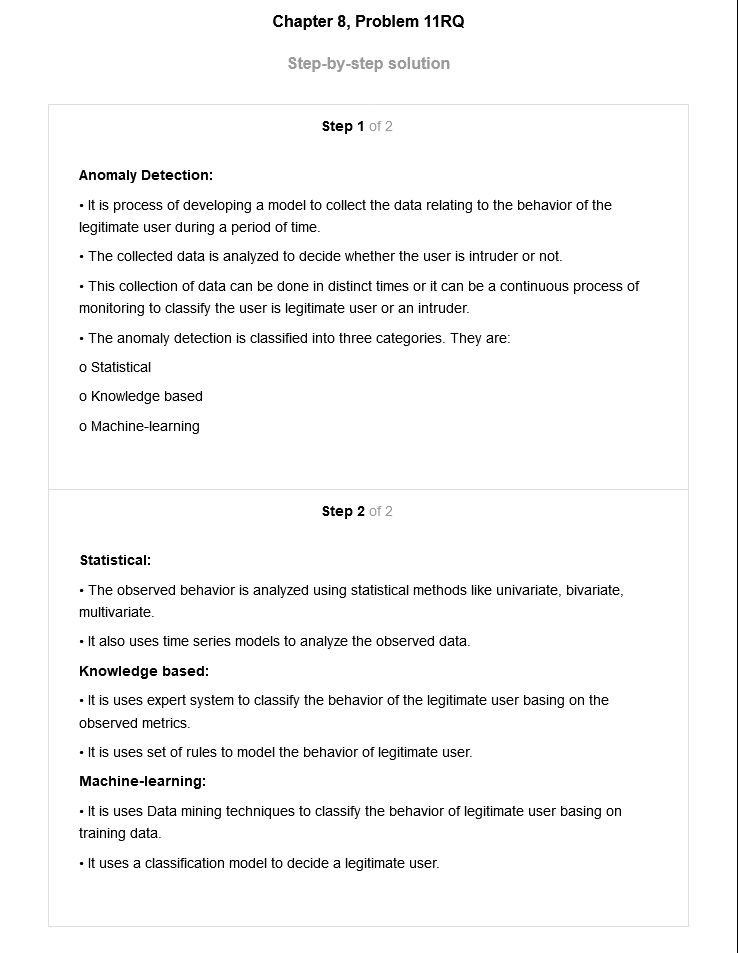 Chapter 8, Problem 11RQ
Step-by-step solution
Step 1 of 2
Anomaly Detection:
• It is process of developing a model to collect the data relating to the behavior of the
legitimate user during a period of time.
• The collected data is analyzed to decide whether the user is intruder or not.
• This collection of data can be done in distinct times or it can be a continuous process of
monitoring to classify the user is legitimate user or an intruder.
• The anomaly detection is classified into three categories. They are:
o Statistical
o Knowledge based
o Machine-learning
Step 2 of 2
Statistical:
• The observed behavior is analyzed using statistical methods like univariate, bivariate,
multivariate.
• It also uses time series models to analyze the observed data.
Knowledge based:
• It is uses expert system to classify the behavior of the legitimate user basing on the
observed metrics.
• It is uses set of rules to model the behavior of legitimate user.
Machine-learning:
• It is uses Data mining techniques to classify the behavior of legitimate user basing on
training data.
• It uses a classification model to decide a legitimate user.